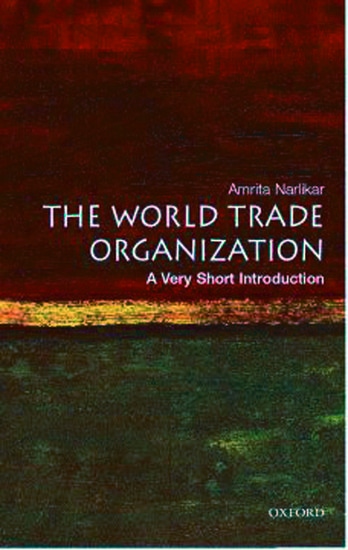 Amrita Narlikar
THE WORLD TRADE
ORGANIZATION
A Very Short Introduction
OXFORD